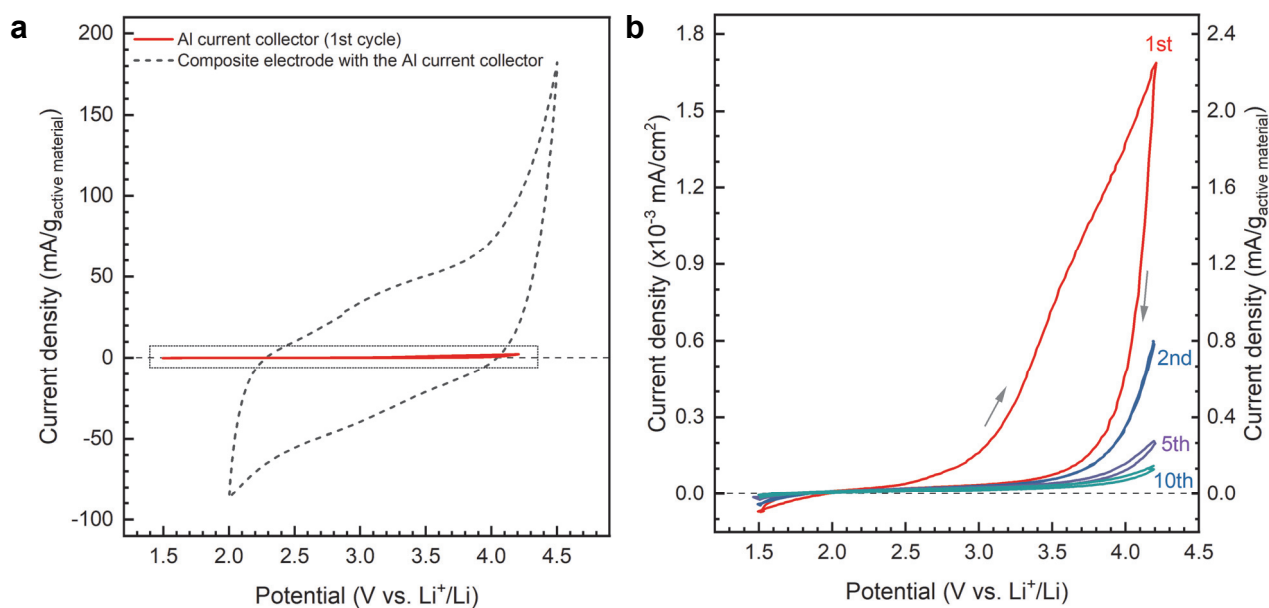 a
200
150
100
50
0
-50
-100
1.5 2.0 2.5 3.0 3.5 4.0 4.5
Current density (mA/gactive material)
Potential (V vs. Li⁺/Li)
Al current collector (1st cycle)
Composite electrode with the Al current collector
b
1.8
1.5
1.2
0.9
0.6
0.3
0.0
2.4
2.0
1.6
1.2
0.8
0.4
0.0
1.5 2.0 2.5 3.0 3.5 4.0 4.5
Current density (x10⁻³ mA/cm²)
Current density (mA/gactive material)
Potential (V vs. Li⁺/Li)
1st
2nd
5th
10th